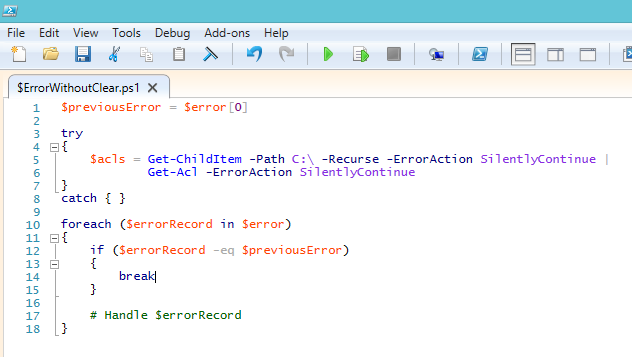 File Edit View Tools Debug Add-ons Help
$ErrorWithoutClear.ps1 X
1 $previousError = $error[0]
2
3 try
4 {
5 $acls = Get-ChildItem -Path C:\ -Recurse -ErrorAction SilentlyContinue |
6 Get-Acl -ErrorAction SilentlyContinue
7 }
8 catch { }
9
10 foreach ($errorRecord in $error)
11 {
12 if ($errorRecord -eq $previousError)
13 {
14 break
15 }
16
17 # Handle $errorRecord
18 }